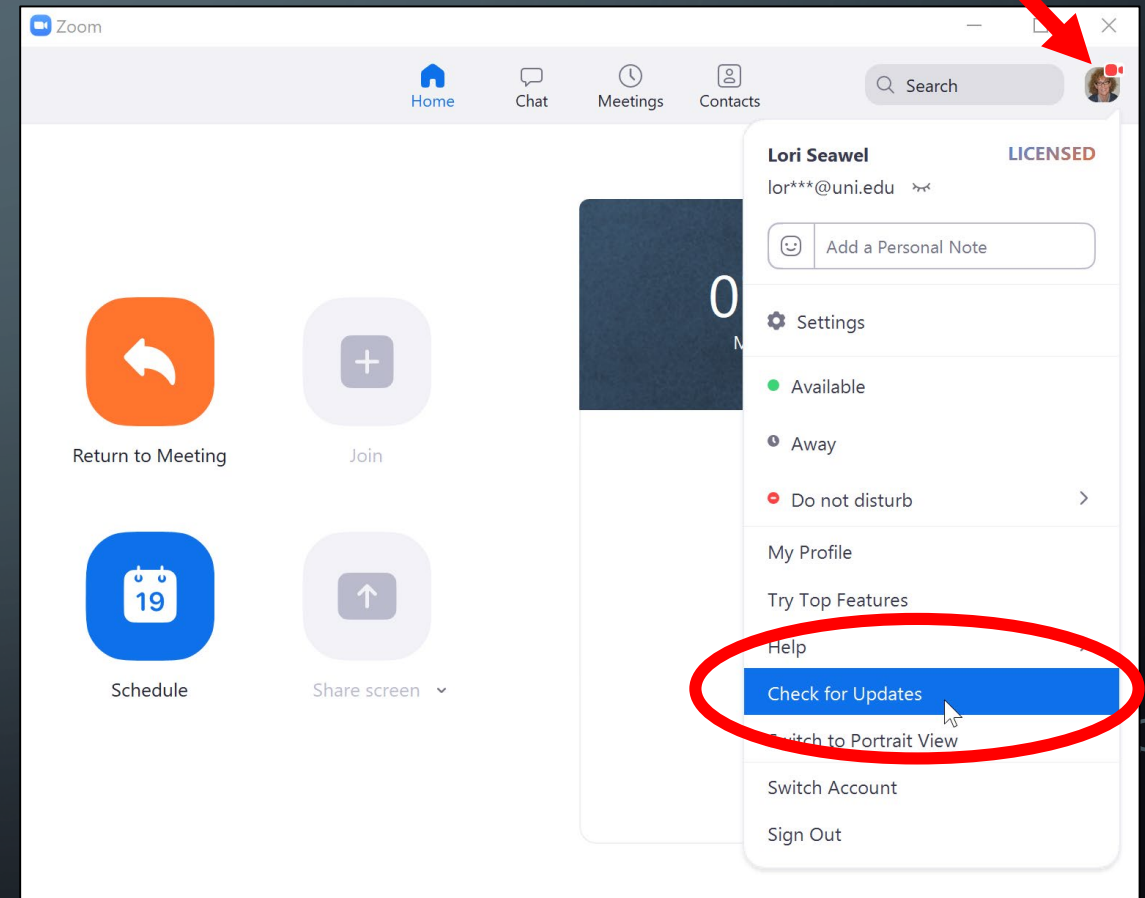 Zoom
Home
Chat
Meetings
Contacts
Search
Lori Seawel
LICENSED
lor***@uni.edu
Add a Personal Note
0
M
Settings
Available
Away
Return to Meeting
Join
Do not disturb
My Profile
19
Try Top Features
Help
Schedule
Share screen
Check for Updates
Switch to Portrait View
Switch Account
Sign Out